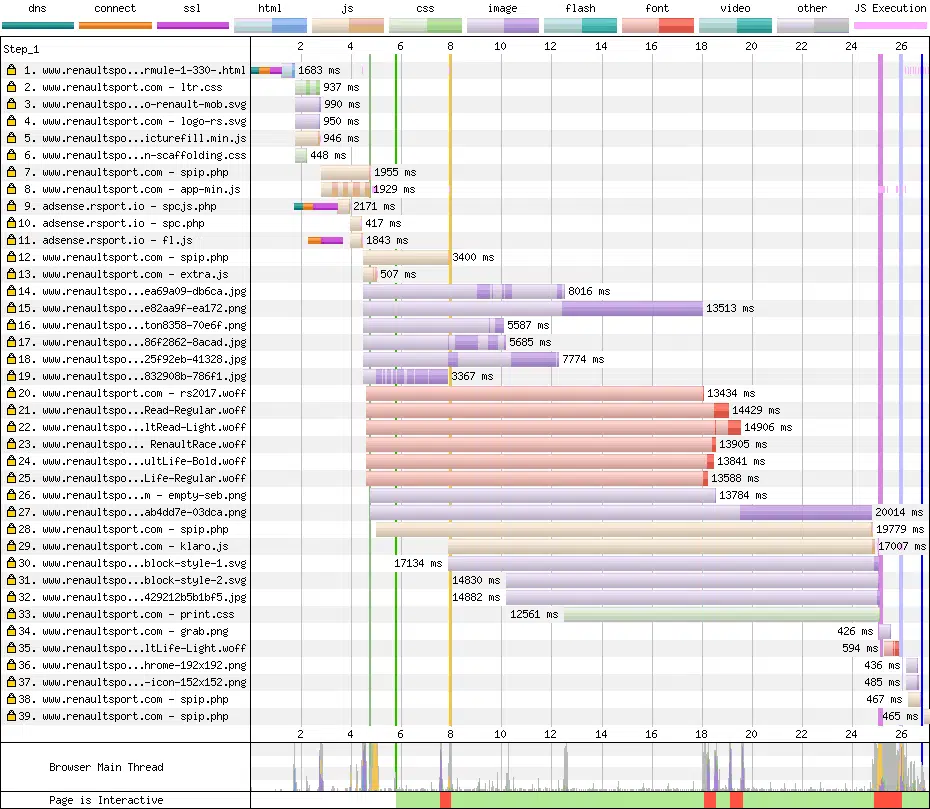 dns connect ssl html js css image flash font video other JS Execution
Step_1 2 4 6 8 10 12 14 16 18 20 22 24 26
1. www.renaultspo...rmule-1-330-.html 1683 ms
2. www.renaultsport.com - ltr.css 937 ms
3. www.renaultspo...o-renault-mob.svg 990 ms
4. www.renaultsport.com - logo-rs.svg 950 ms
5. www.renaultspo...icturefill.min.js 946 ms
6. www.renaultspo...n-scaffolding.css 448 ms
7. www.renaultsport.com - spip.php 1955 ms
8. www.renaultsport.com - app-min.js 1929 ms
9. adsense.rsport.io - spcjs.php 2171 ms
10. adsense.rsport.io - spc.php 417 ms
11. adsense.rsport.io - fl.js 1843 ms
12. www.renaultsport.com - spip.php 3400 ms
13. www.renaultsport.com - extra.js 507 ms
14. www.renaultspo...ea69a09-db6ca.jpg 8016 ms
15. www.renaultspo...e82aa9f-ea172.png 13513 ms
16. www.renaultspo...ton8358-70e6f.png 5587 ms
17. www.renaultspo...86f2862-8acad.jpg 5685 ms
18. www.renaultspo...25f92eb-41328.jpg 7774 ms
19. www.renaultspo...832908b-786f1.jpg 3367 ms
20. www.renaultsport.com - rs2017.woff 13434 ms
21. www.renaultspo...Read-Regular.woff 14429 ms
22. www.renaultspo...ltRead-Light.woff 14906 ms
23. www.renaultspo... RenaultRace.woff 13905 ms
24. www.renaultspo...ultLife-Bold.woff 13841 ms
25. www.renaultspo...Life-Regular.woff 13588 ms
26. www.renaultspo...m - empty-seb.png 13784 ms
27. www.renaultspo...ab4dd7e-03dca.png 20014 ms
28. www.renaultsport.com - spip.php 19779 ms
29. www.renaultsport.com - klaro.js 17007 ms
30. www.renaultspo...block-style-1.svg 17134 ms
31. www.renaultspo...block-style-2.svg 14830 ms
32. www.renaultspo...429212b5b1bf5.jpg 14882 ms
33. www.renaultsport.com - print.css 12561 ms
34. www.renaultsport.com - grab.png 426 ms
35. www.renaultspo...ltLife-Light.woff 594 ms
36. www.renaultspo...hrome-192x192.png 436 ms
37. www.renaultspo...-icon-152x152.png 485 ms
38. www.renaultsport.com - spip.php 467 ms
39. www.renaultsport.com - spip.php 465 ms
2 4 6 8 10 12 14 16 18 20 22 24 26
Browser Main Thread
Page is Interactive